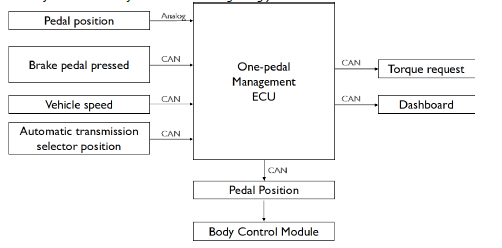 Pedal position
Analog
Brake pedal pressed
CAN
One-pedal
Management
ECU
CAN
Torque request
Vehicle speed
CAN
CAN
Dashboard
Automatic transmission
selector position
CAN
CAN
Pedal Position
Body Control Module